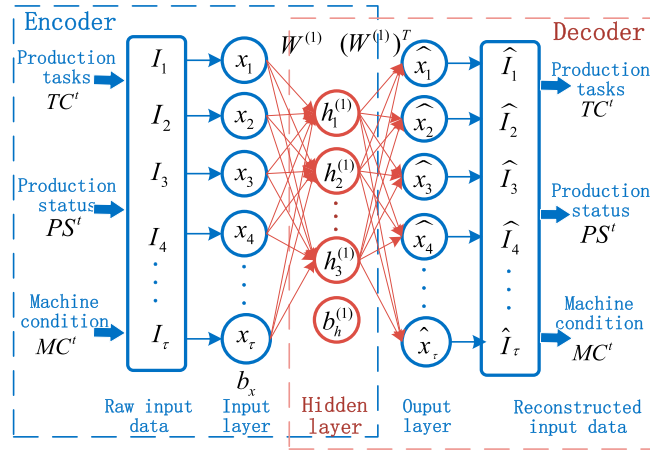 Encoder
Decoder
W^(1) (W^(1))^T
Production
tasks
TC^t
Production
status
PS^t
Machine
condition
MC^t
I_1
I_2
I_3
I_4
I_τ
x_1
x_2
x_3
x_4
x_τ
b_x
h_1^(1)
h_2^(1)
h_3^(1)
b_h^(1)
x̂_1
x̂_2
x̂_3
x̂_4
x̂_τ
Î_1
Î_2
Î_3
Î_4
Î_τ
Production
tasks
TC^t
Production
status
PS^t
Machine
condition
MC^t
Raw input
data
Input
layer
Hidden
layer
Ouput
layer
Reconstructed
input data